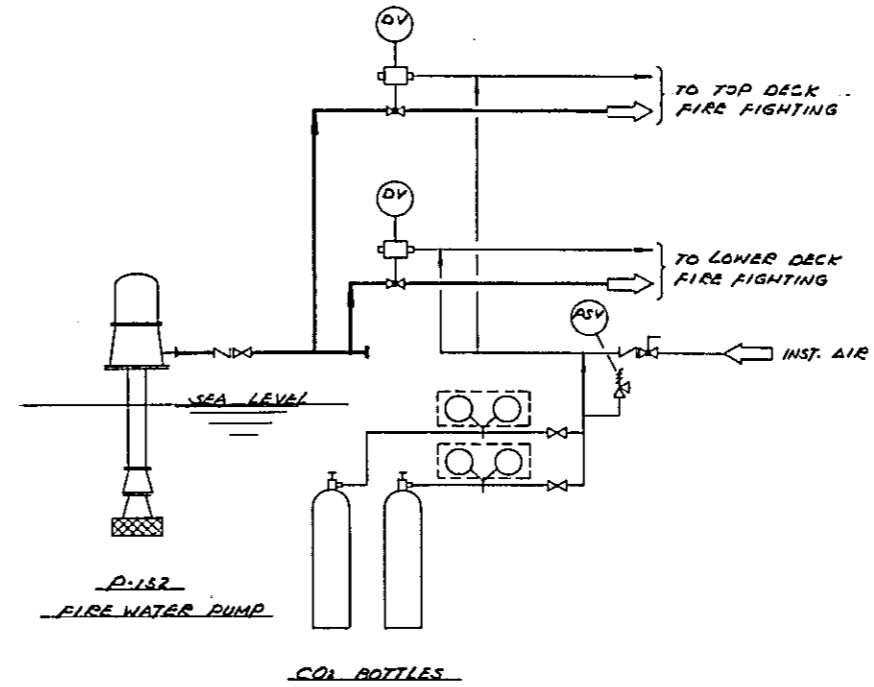 DV
TO TOP DECK
FIRE FIGHTING
DV
TO LOWER DECK
FIRE FIGHTING
PSV
INST. AIR
SEA LEVEL
P-152
FIRE WATER PUMP
CO2 BOTTLES